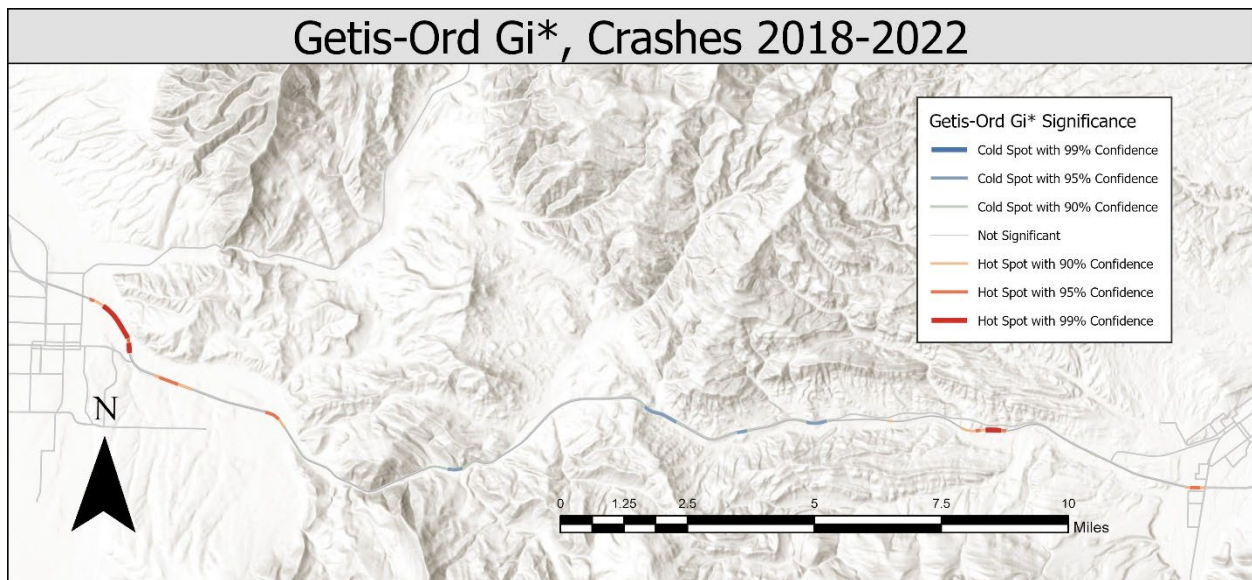 Getis-Ord Gi*, Crashes 2018-2022
Getis-Ord Gi* Significance
Cold Spot with 99% Confidence
Cold Spot with 95% Confidence
Cold Spot with 90% Confidence
Not Significant
Hot Spot with 90% Confidence
Hot Spot with 95% Confidence
Hot Spot with 99% Confidence
N
0 1.25 2.5 5 7.5 10
Miles